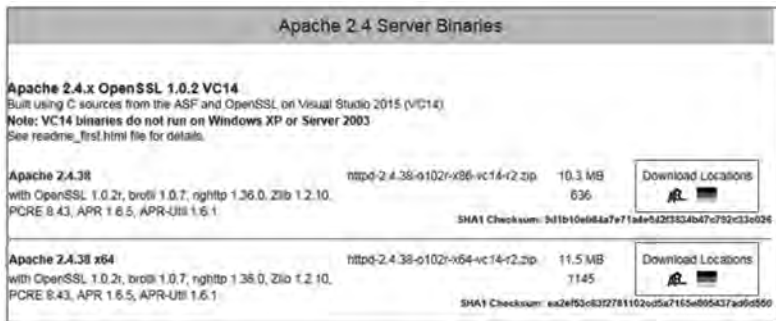 Apache 2.4 Server Binaries
Apache 2.4.x OpenSSL 1.0.2 VC14
Built using C sources from the ASF and OpenSSL on Visual Studio 2015 (VC14)
Note: VC14 binaries do not run on Windows XP or Server 2003
See readme_first.html file for details.
Apache 2.4.38 httpd-2.4.38-o102r-x86-vc14-r2.zip 10.3 MB Download Locations
with OpenSSL 1.0.2r, brotli 1.0.7, nghttp 1.36.0, Zlib 1.2.10, 636
PCRE 8.43, APR 1.6.5, APR-Util 1.6.1
SHA1 Checksum:
Apache 2.4.38 x64 httpd-2.4.38-o102r-x64-vc14-r2.zip 11.5 MB Download Locations
with OpenSSL 1.0.2r, brotli 1.0.7, nghttp 1.36.0, Zlib 1.2.10, 1145
PCRE 8.43, APR 1.6.5, APR-Util 1.6.1
SHA1 Checksum: